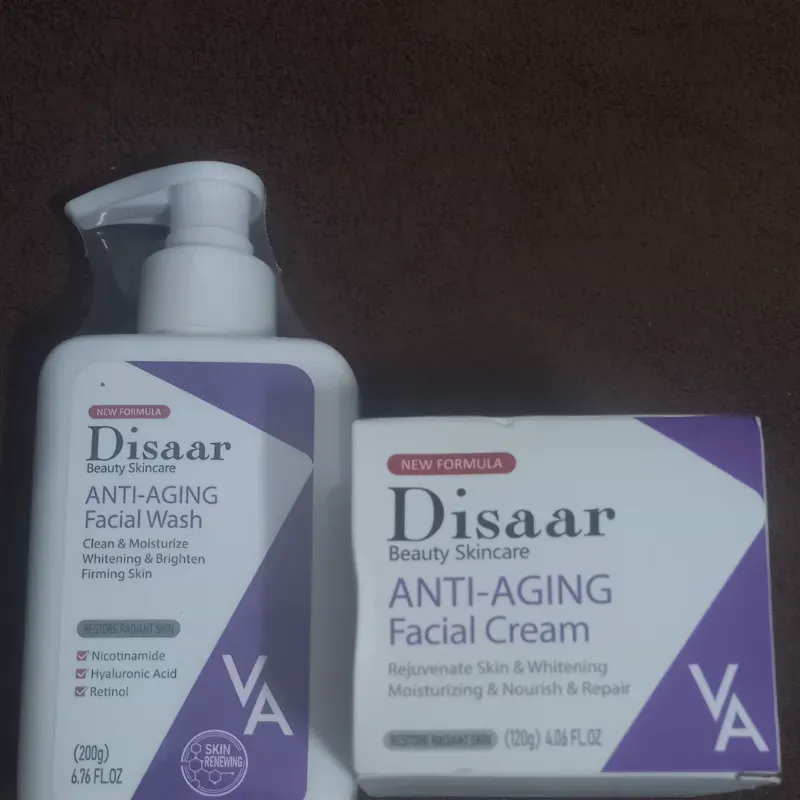 NEW FORMULA
Disaar
Beauty Skincare
ANTI-AGING
Facial Wash
Clean & Moisturize
Whitening & Brighten
Firming Skin
RESTORE RADIANT SKIN
Nicotinamide
Hyaluronic Acid
Retinol
VA
(200g)
6.76 FL.OZ
SKIN
RENEWING
NEW FORMULA
Disaar
Beauty Skincare
ANTI-AGING
Facial Cream
Rejuvenate Skin & Whitening
Moisturizing & Nourish & Repair
RESTORE RADIANT SKIN (120g) 4.06 FL.OZ
VA